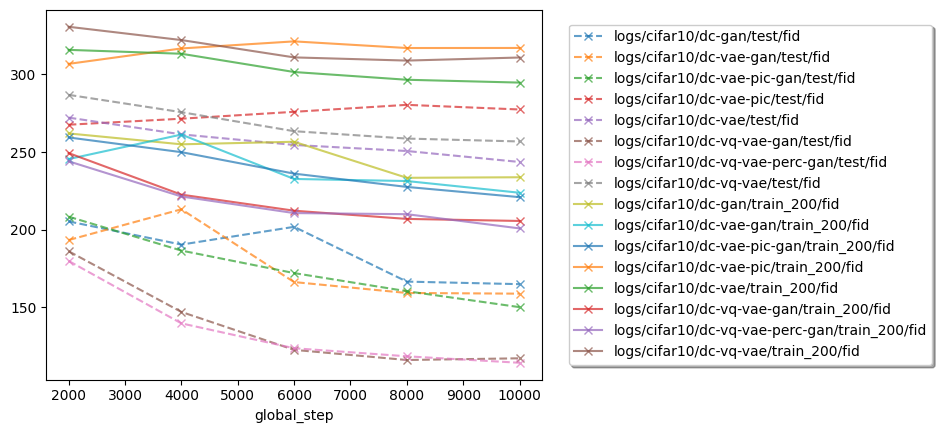 300
250
200
150
2000 3000 4000 5000 6000 7000 8000 9000 10000
global_step
logs/cifar10/dc-gan/test/fid
logs/cifar10/dc-vae-gan/test/fid
logs/cifar10/dc-vae-pic-gan/test/fid
logs/cifar10/dc-vae-pic/test/fid
logs/cifar10/dc-vae/test/fid
logs/cifar10/dc-vq-vae-gan/test/fid
logs/cifar10/dc-vq-vae-perc-gan/test/fid
logs/cifar10/dc-vq-vae/test/fid
logs/cifar10/dc-gan/train_200/fid
logs/cifar10/dc-vae-gan/train_200/fid
logs/cifar10/dc-vae-pic-gan/train_200/fid
logs/cifar10/dc-vae-pic/train_200/fid
logs/cifar10/dc-vae/train_200/fid
logs/cifar10/dc-vq-vae-gan/train_200/fid
logs/cifar10/dc-vq-vae-perc-gan/train_200/fid
logs/cifar10/dc-vq-vae/train_200/fid